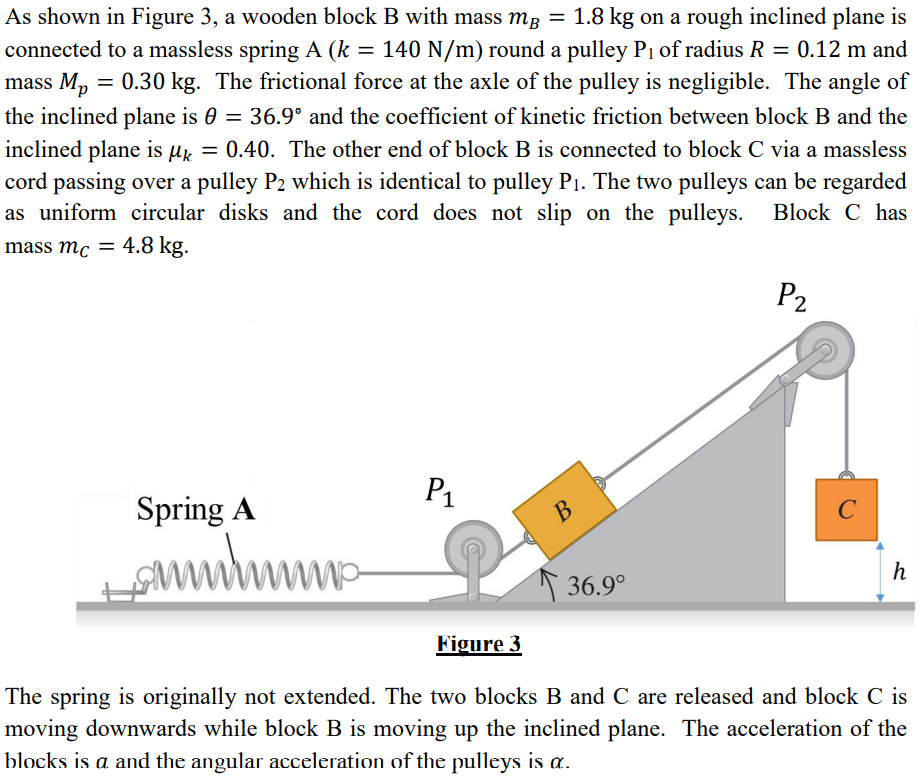 As shown in Figure 3, a wooden block B with mass m_B = 1.8 kg on a rough inclined plane is
connected to a massless spring A (k = 140 N/m) round a pulley P₁ of radius R = 0.12 m and
mass M_p = 0.30 kg. The frictional force at the axle of the pulley is negligible. The angle of
the inclined plane is θ = 36.9° and the coefficient of kinetic friction between block B and the
inclined plane is μ_k = 0.40. The other end of block B is connected to block C via a massless
cord passing over a pulley P₂ which is identical to pulley P₁. The two pulleys can be regarded
as uniform circular disks and the cord does not slip on the pulleys. Block C has
mass m_C = 4.8 kg.
P₂
P₁
Spring A
B
C
h
36.9°
Figure 3
The spring is originally not extended. The two blocks B and C are released and block C is
moving downwards while block B is moving up the inclined plane. The acceleration of the
blocks is a and the angular acceleration of the pulleys is α.